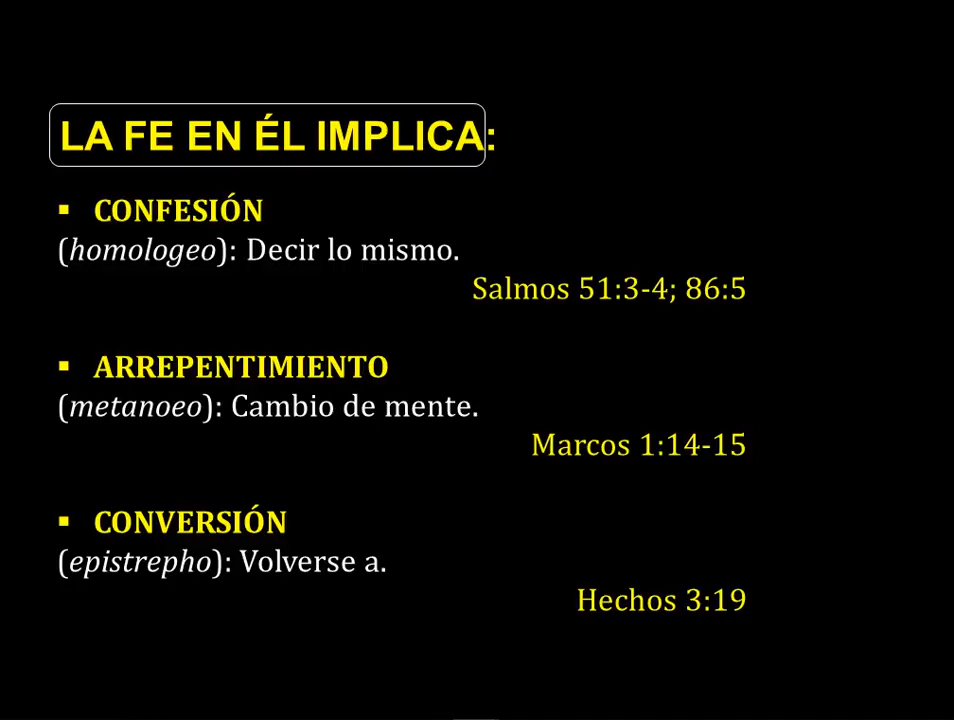 LA FE EN ÉL IMPLICA:
▪ CONFESIÓN
(homologeo): Decir lo mismo.
Salmos 51:3-4; 86:5
▪ ARREPENTIMIENTO
(metanoeo): Cambio de mente.
Marcos 1:14-15
▪ CONVERSIÓN
(epistrepho): Volverse a.
Hechos 3:19